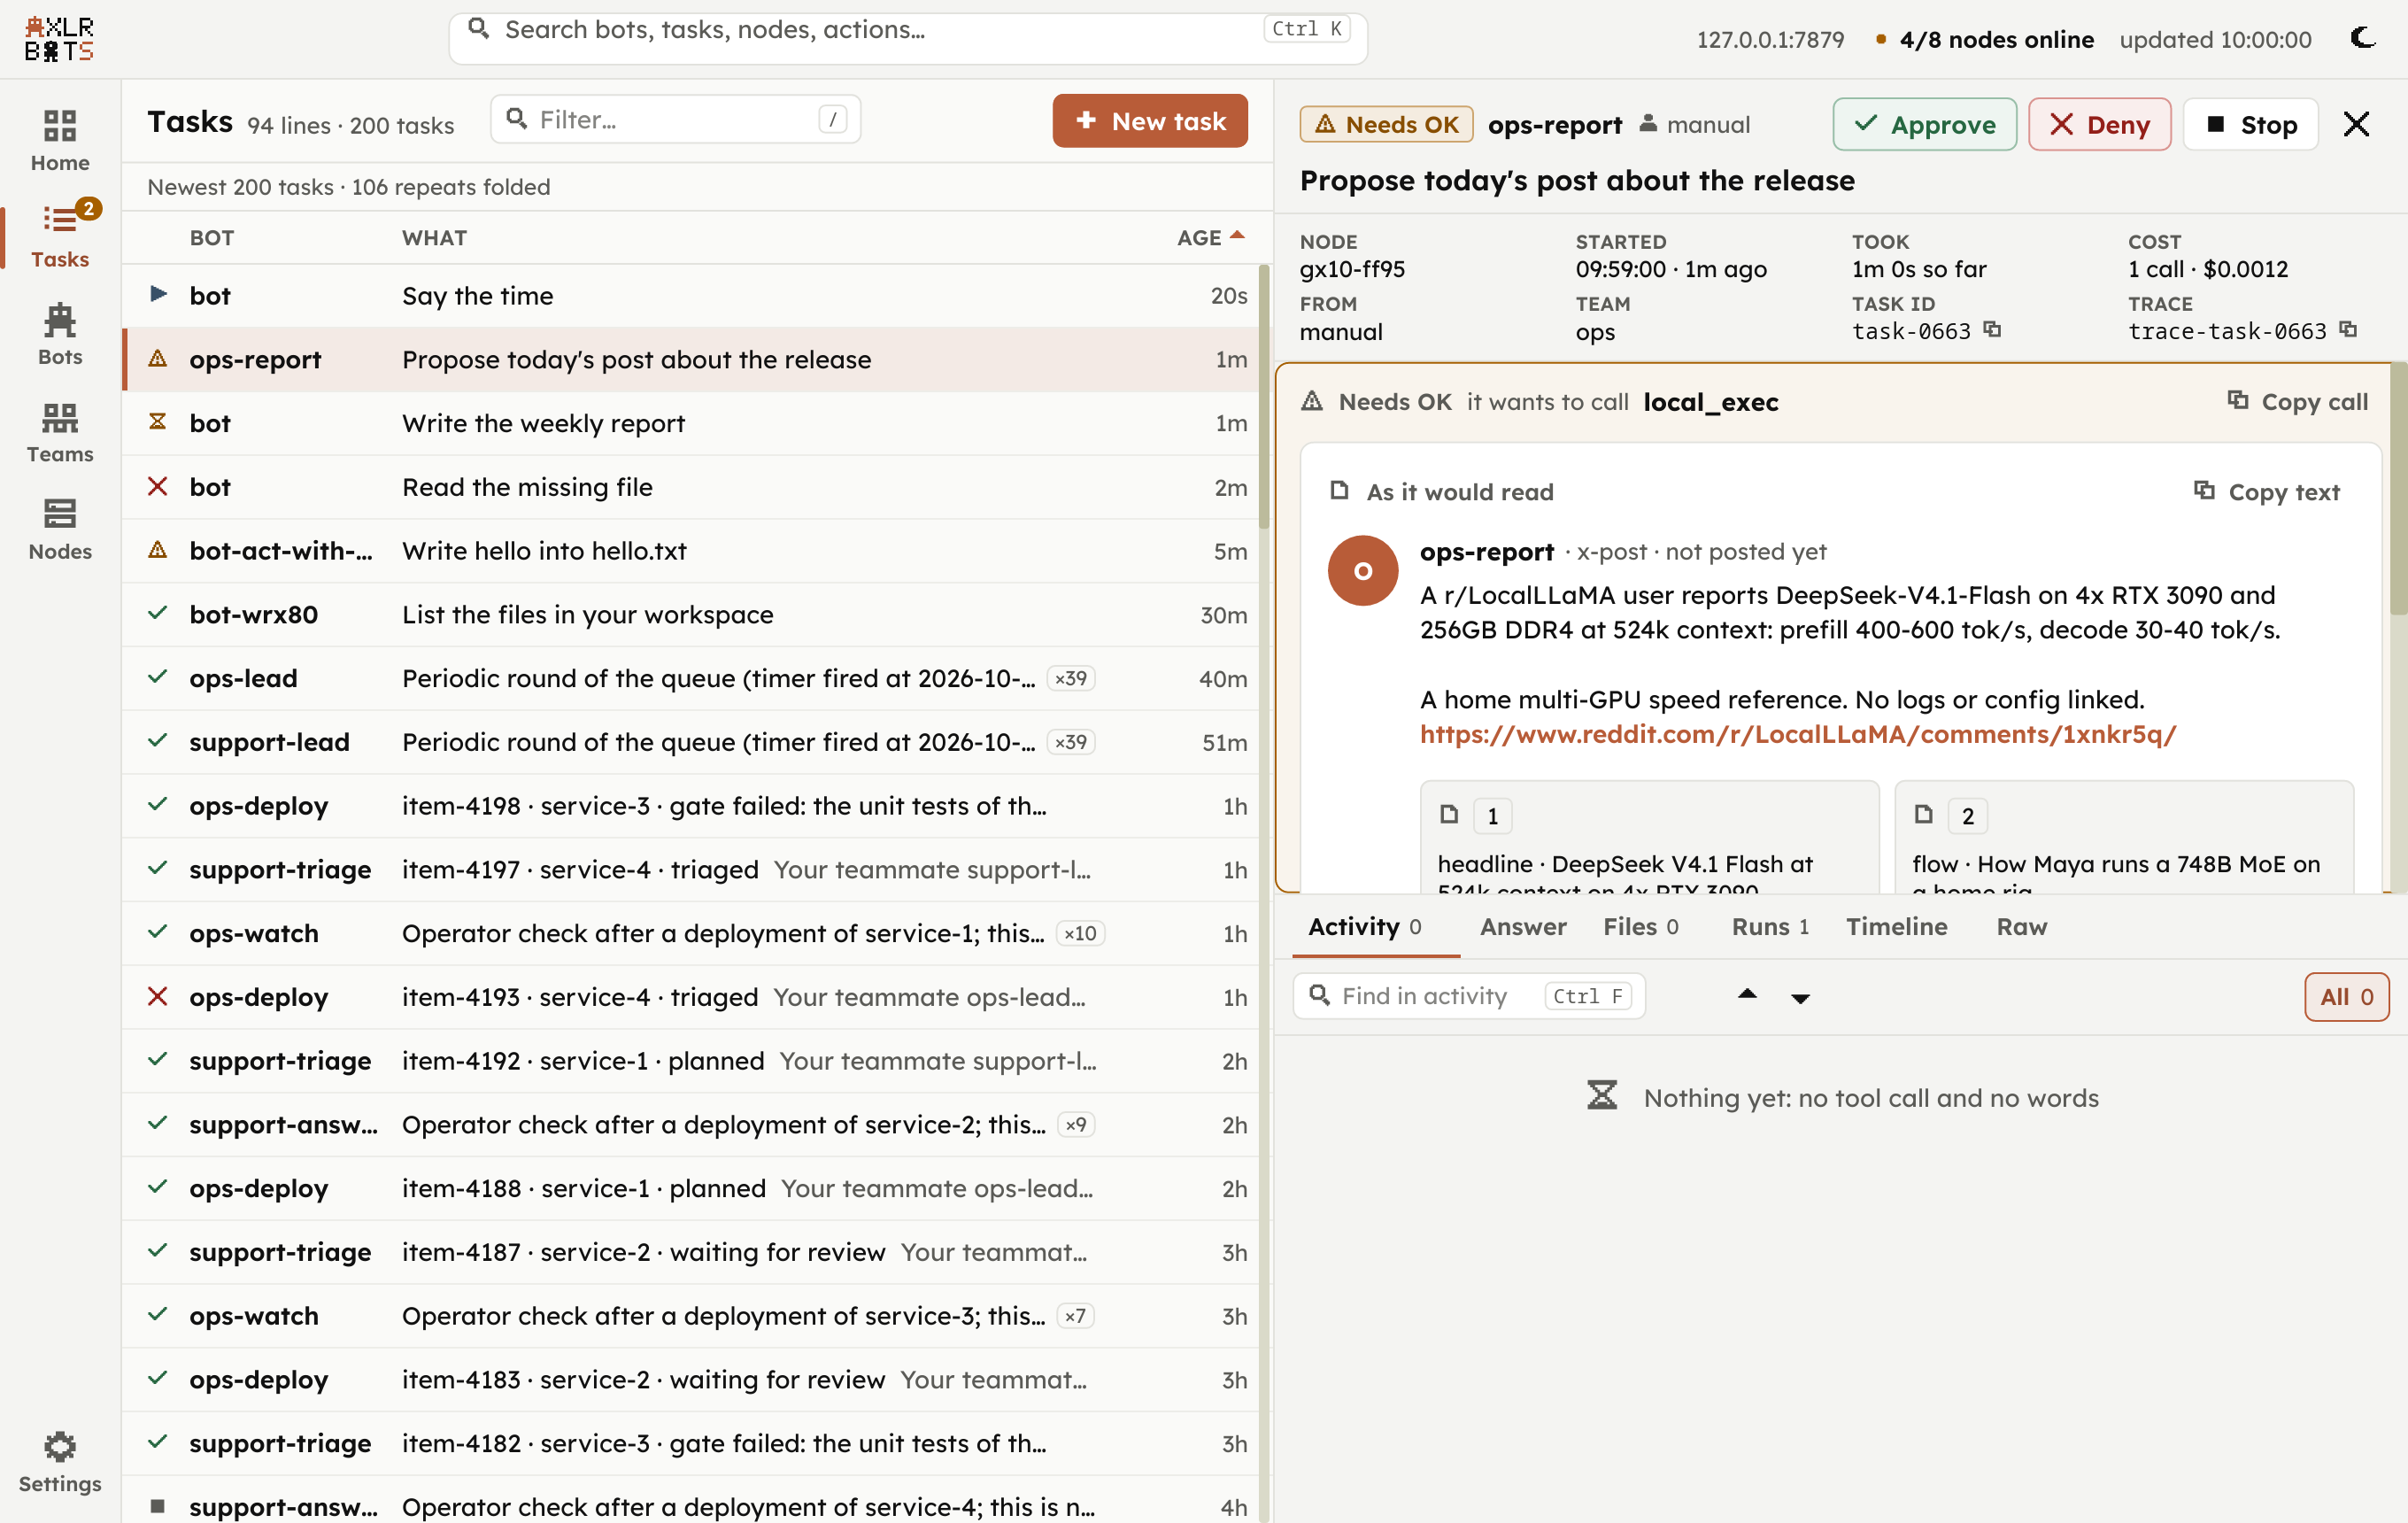 AXLR
BOTS
Search bots, tasks, nodes, actions…
Ctrl K
127.0.0.1:7879
4/8 nodes online
updated 10:00:00
Home
2
Tasks
Bots
Teams
Nodes
Settings
Tasks 94 lines · 200 tasks
Filter…
/
+ New task
Newest 200 tasks · 106 repeats folded
BOT WHAT AGE
bot Say the time 20s
ops-report Propose today's post about the release 1m
bot Write the weekly report 1m
bot Read the missing file 2m
bot-act-with-… Write hello into hello.txt 5m
bot-wrx80 List the files in your workspace 30m
ops-lead Periodic round of the queue (timer fired at 2026-10-… ×39 40m
support-lead Periodic round of the queue (timer fired at 2026-10-… ×39 51m
ops-deploy item-4198 · service-3 · gate failed: the unit tests of th… 1h
support-triage item-4197 · service-4 · triaged Your teammate support-l… 1h
ops-watch Operator check after a deployment of service-1; this… ×10 1h
ops-deploy item-4193 · service-4 · triaged Your teammate ops-lead… 1h
support-triage item-4192 · service-1 · planned Your teammate support-l… 2h
support-answ… Operator check after a deployment of service-2; this… ×9 2h
ops-deploy item-4188 · service-1 · planned Your teammate ops-lead… 2h
support-triage item-4187 · service-2 · waiting for review Your teammat… 3h
ops-watch Operator check after a deployment of service-3; this… ×7 3h
ops-deploy item-4183 · service-2 · waiting for review Your teammat… 3h
support-triage item-4182 · service-3 · gate failed: the unit tests of th… 3h
support-answ… Operator check after a deployment of service-4; this is n… 4h
Needs OK ops-report manual
Approve
Deny
Stop
Propose today's post about the release
NODE STARTED TOOK COST
gx10-ff95 09:59:00 · 1m ago 1m 0s so far 1 call · $0.0012
FROM TEAM TASK ID TRACE
manual ops task-0663 trace-task-0663
Needs OK it wants to call local_exec
Copy call
As it would read
Copy text
o
ops-report · x-post · not posted yet
A r/LocalLLaMA user reports DeepSeek-V4.1-Flash on 4x RTX 3090 and
256GB DDR4 at 524k context: prefill 400-600 tok/s, decode 30-40 tok/s.
A home multi-GPU speed reference. No logs or config linked.
https://www.reddit.com/r/LocalLLaMA/comments/1xnkr5q/
1
headline · DeepSeek V4.1 Flash at
524k context on 4x RTX 3090
2
flow · How Maya runs a 748B MoE on
a home rig
Activity 0
Answer
Files 0
Runs 1
Timeline
Raw
Find in activity
Ctrl F
All 0
Nothing yet: no tool call and no words